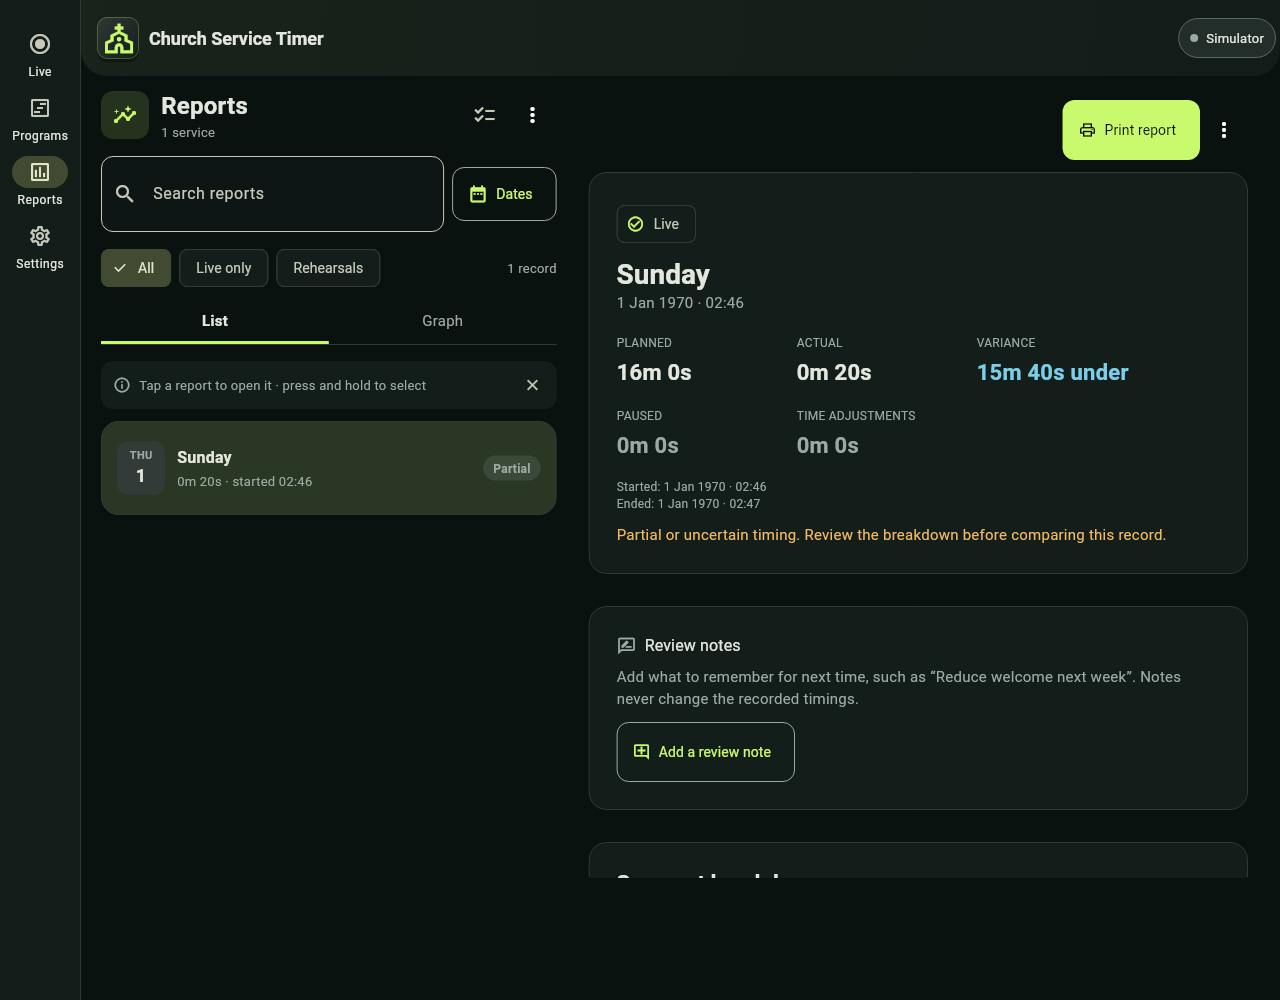 Church Service Timer
Simulator
Live
Programs
Reports
Settings
Reports
1 service
Search reports
Dates
All
Live only
Rehearsals
1 record
List
Graph
Tap a report to open it · press and hold to select
THU
1
Sunday
0m 20s · started 02:46
Partial
Print report
Live
Sunday
1 Jan 1970 · 02:46
PLANNED
16m 0s
ACTUAL
0m 20s
VARIANCE
15m 40s under
PAUSED
0m 0s
TIME ADJUSTMENTS
0m 0s
Started: 1 Jan 1970 · 02:46
Ended: 1 Jan 1970 · 02:47
Partial or uncertain timing. Review the breakdown before comparing this record.
Review notes
Add what to remember for next time, such as “Reduce welcome next week”. Notes
never change the recorded timings.
Add a review note